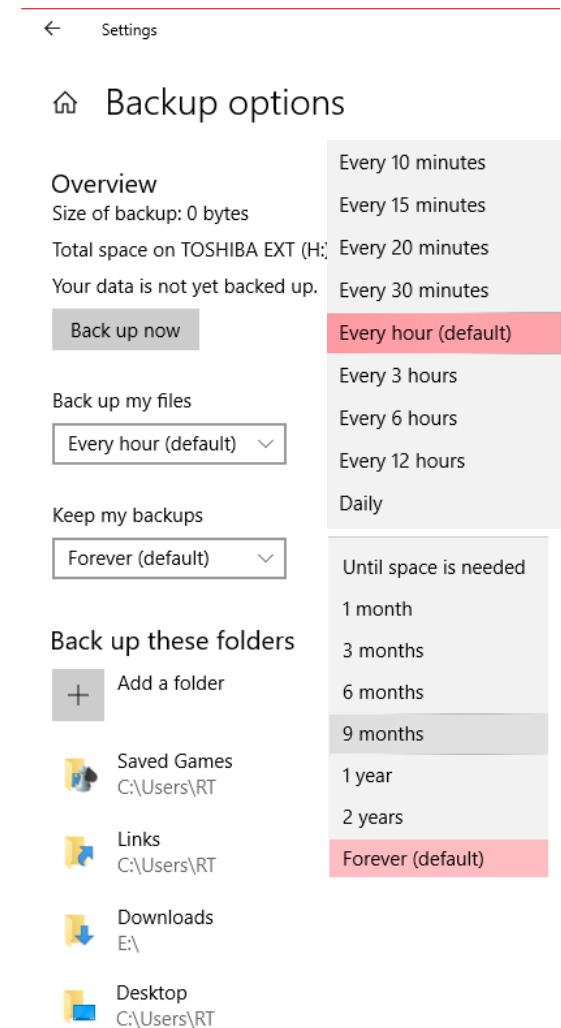 Settings
Backup options
Overview
Size of backup: 0 bytes
Total space on TOSHIBA EXT (H:)
Your data is not yet backed up.
Back up now
Back up my files
Every hour (default)
Keep my backups
Forever (default)
Every 10 minutes
Every 15 minutes
Every 20 minutes
Every 30 minutes
Every hour (default)
Every 3 hours
Every 6 hours
Every 12 hours
Daily
Until space is needed
1 month
3 months
6 months
9 months
1 year
2 years
Forever (default)
Back up these folders
Add a folder
Saved Games
C:\Users\RT
Links
C:\Users\RT
Downloads
E:\
Desktop
C:\Users\RT